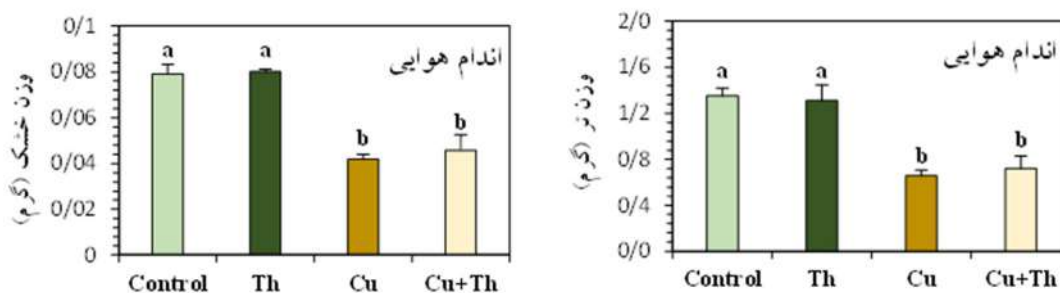 0/1
0/08
0/06
0/04
0/02
0
وزن خشک (گرم)
اندام هوایی
a
a
b
b
Control
Th
Cu
Cu+Th
2/0
1/6
1/2
0/8
0/4
0/0
وزن تر (گرم)
اندام هوایی
a
a
b
b
Control
Th
Cu
Cu+Th